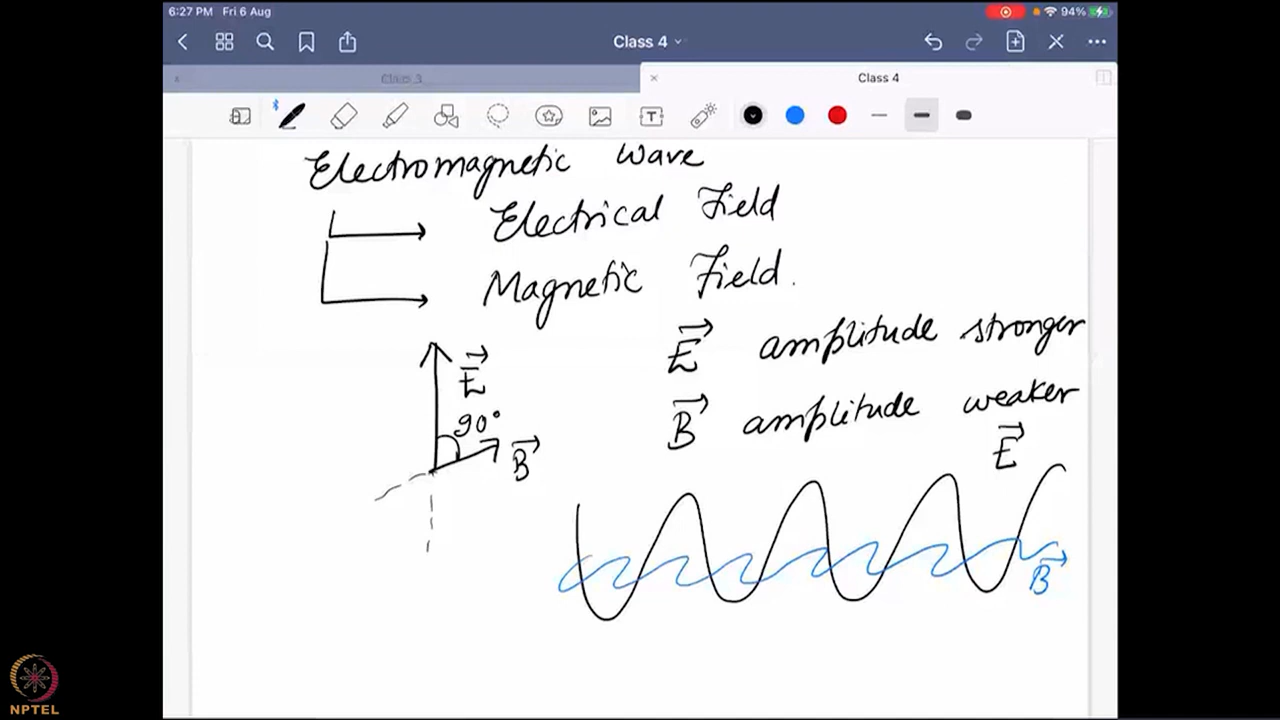 6:27 PM Fri 6 Aug
94%
Class 4
Class 3
Class 4
T
Electromagnetic Wave
Electrical Field
Magnetic Field.
E amplitude stronger
B amplitude weaker
E
90°
B
E
B
NPTEL